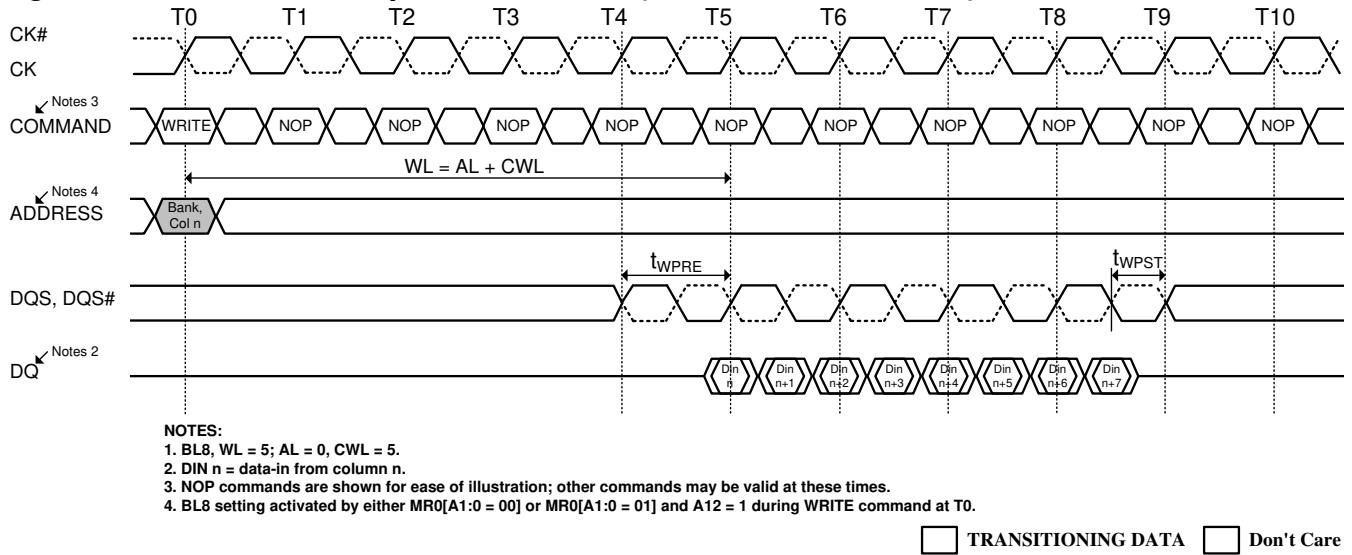 T0 T1 T2 T3 T4 T5 T6 T7 T8 T9 T10
CK#
CK
Notes 3
COMMAND
WRITE NOP NOP NOP NOP NOP NOP NOP NOP NOP NOP
WL = AL + CWL
Notes 4
ADDRESS
Bank,
Col n
tWPRE
tWPST
DQS, DQS#
Notes 2
DQ
Din n Din n+1 Din n+2 Din n+3 Din n+4 Din n+5 Din n+6 Din n+7
NOTES:
1. BL8, WL = 5; AL = 0, CWL = 5.
2. DIN n = data-in from column n.
3. NOP commands are shown for ease of illustration; other commands may be valid at these times.
4. BL8 setting activated by either MR0[A1:0 = 00] or MR0[A1:0 = 01] and A12 = 1 during WRITE command at T0.
TRANSITIONING DATA Don't Care